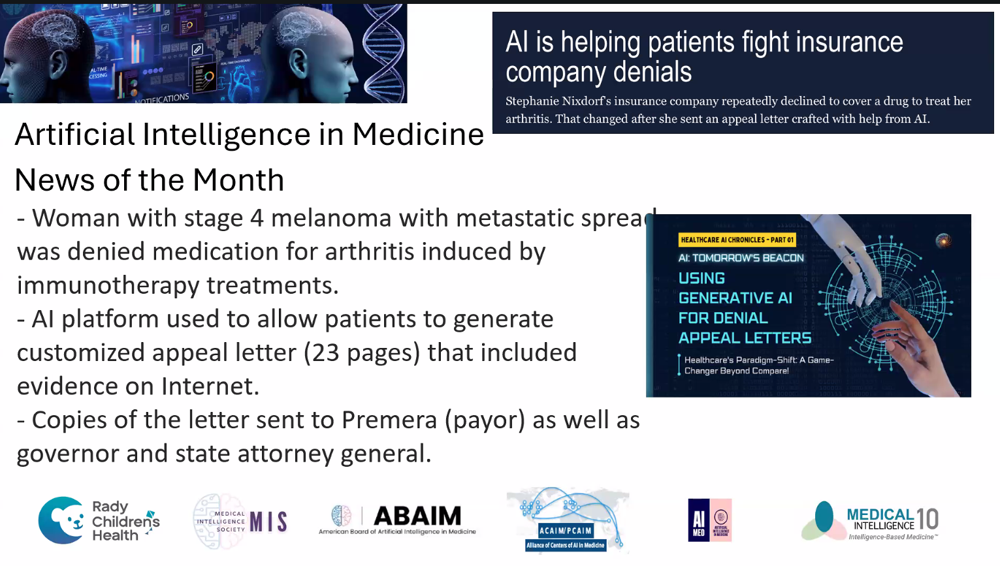 AL-TIME
CESSING
REAL-TIME DASHBOARD
NOTIFICATIONS
AI is helping patients fight insurance
company denials
Stephanie Nixdorf's insurance company repeatedly declined to cover a drug to treat her
arthritis. That changed after she sent an appeal letter crafted with help from AI.
Artificial Intelligence in Medicine
News of the Month
- Woman with stage 4 melanoma with metastatic spread
was denied medication for arthritis induced by
immunotherapy treatments.
- AI platform used to allow patients to generate
customized appeal letter (23 pages) that included
evidence on Internet.
- Copies of the letter sent to Premera (payor) as well as
governor and state attorney general.
HEALTHCARE AI CHRONICLES - PART 01
AI: TOMORROW'S BEACON
USING
GENERATIVE AI
FOR DENIAL
APPEAL LETTERS
Healthcare's Paradigm-Shift: A Game-
Changer Beyond Compare!
Rady
Children's
Health
MEDICAL
INTELLIGENCE
SOCIETY
MIS
ABAIM
American Board of Artificial Intelligence in Medicine
ACAIM/PCAIM
Alliance of Centers of AI in Medicine
AI
MED
ARTIFICIAL
INTELLIGENCE
IN MEDICINE
MEDICAL
INTELLIGENCE 10
Intelligence-Based Medicine™